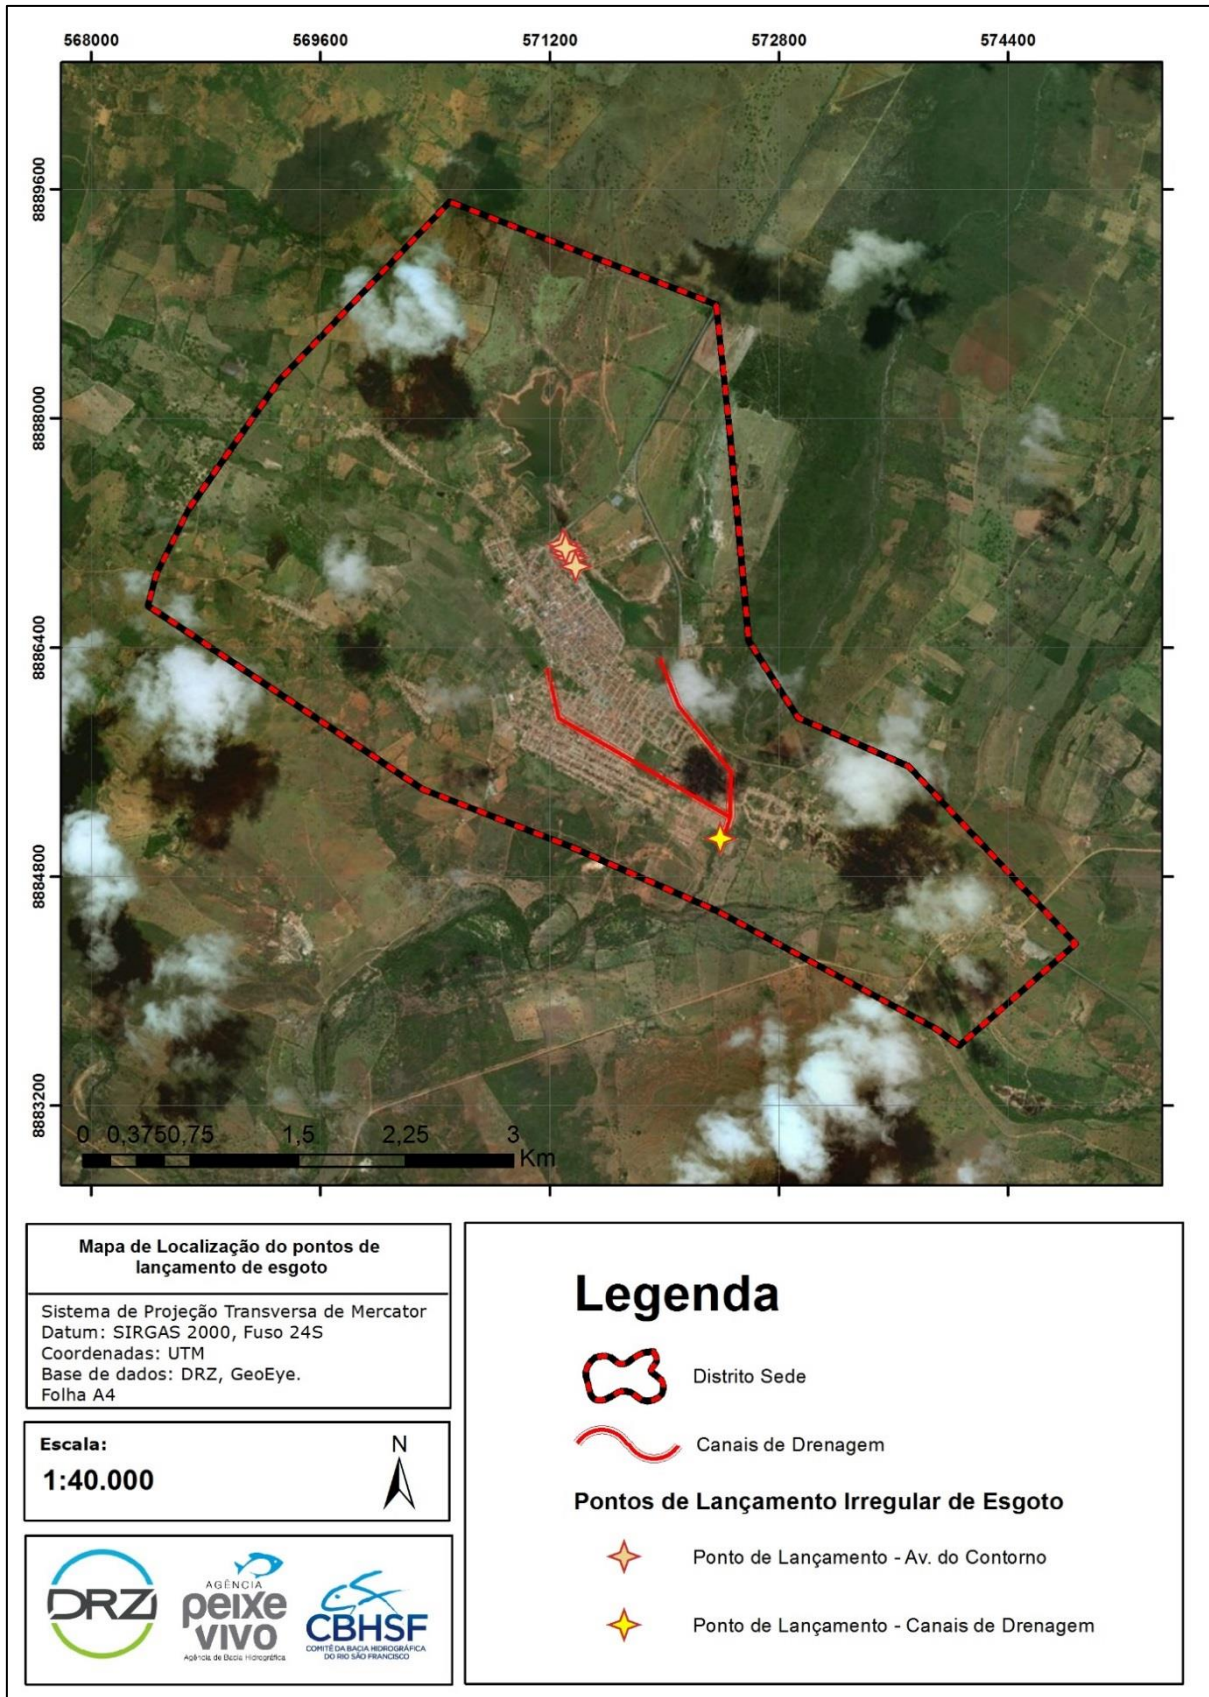 568000 569600 571200 572800 574400
8889600
8888000
8886400
8884800
8883200
0 0,3750,75 1,5 2,25 3
Km
Mapa de Localização do pontos de
lançamento de esgoto
Sistema de Projeção Transversa de Mercator
Datum: SIRGAS 2000, Fuso 24S
Coordenadas: UTM
Base de dados: DRZ, GeoEye.
Folha A4
Escala:
1:40.000
N
DRZ
AGÊNCIA
peixe
vivo
Agência de Bacia Hidrográfica
CBHSF
COMITÊ DA BACIA HIDROGRÁFICA
DO RIO SÃO FRANCISCO
Legenda
Distrito Sede
Canais de Drenagem
Pontos de Lançamento Irregular de Esgoto
Ponto de Lançamento - Av. do Contorno
Ponto de Lançamento - Canais de Drenagem